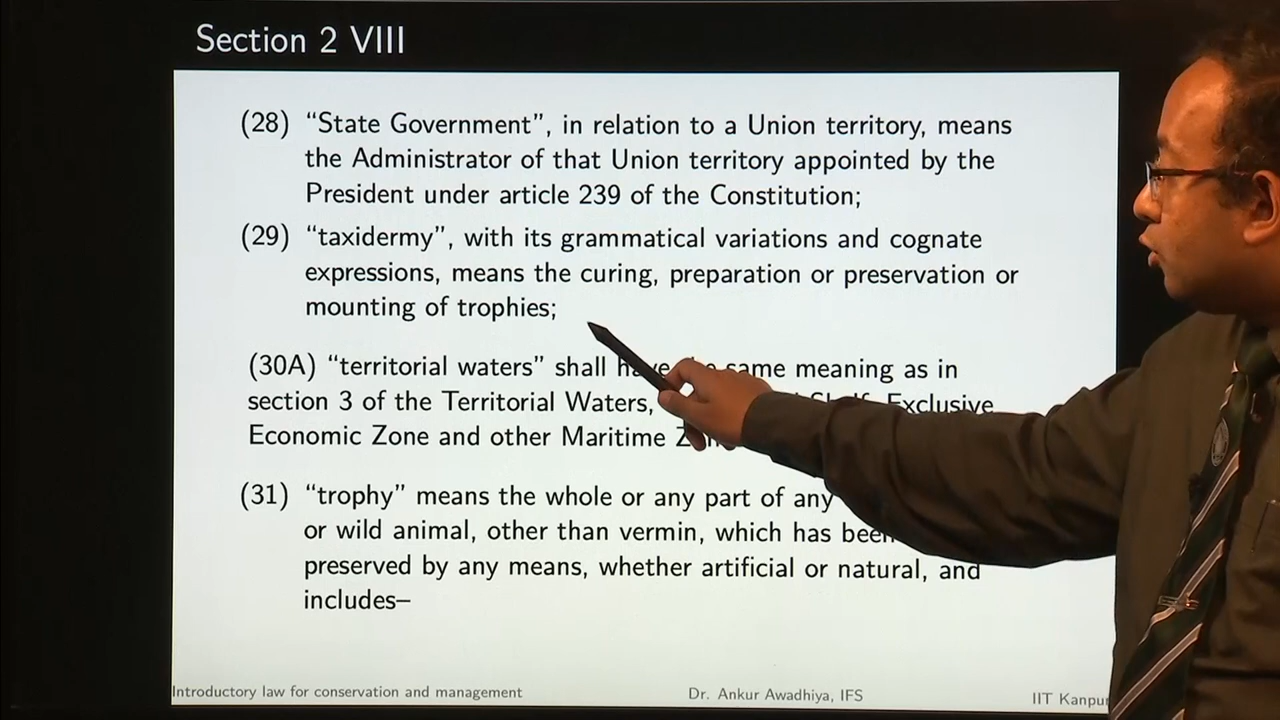 Section 2 VIII
(28) “State Government”, in relation to a Union territory, means
the Administrator of that Union territory appointed by the
President under article 239 of the Constitution;
(29) “taxidermy”, with its grammatical variations and cognate
expressions, means the curing, preparation or preservation or
mounting of trophies;
(30A) “territorial waters” shall have same meaning as in
section 3 of the Territorial Waters, Shelf, Exclusive
Economic Zone and other Maritime
(31) “trophy” means the whole or any part of any
or wild animal, other than vermin, which has been
preserved by any means, whether artificial or natural, and
includes–
Introductory law for conservation and management Dr. Ankur Awadhiya, IFS IIT Kanpur